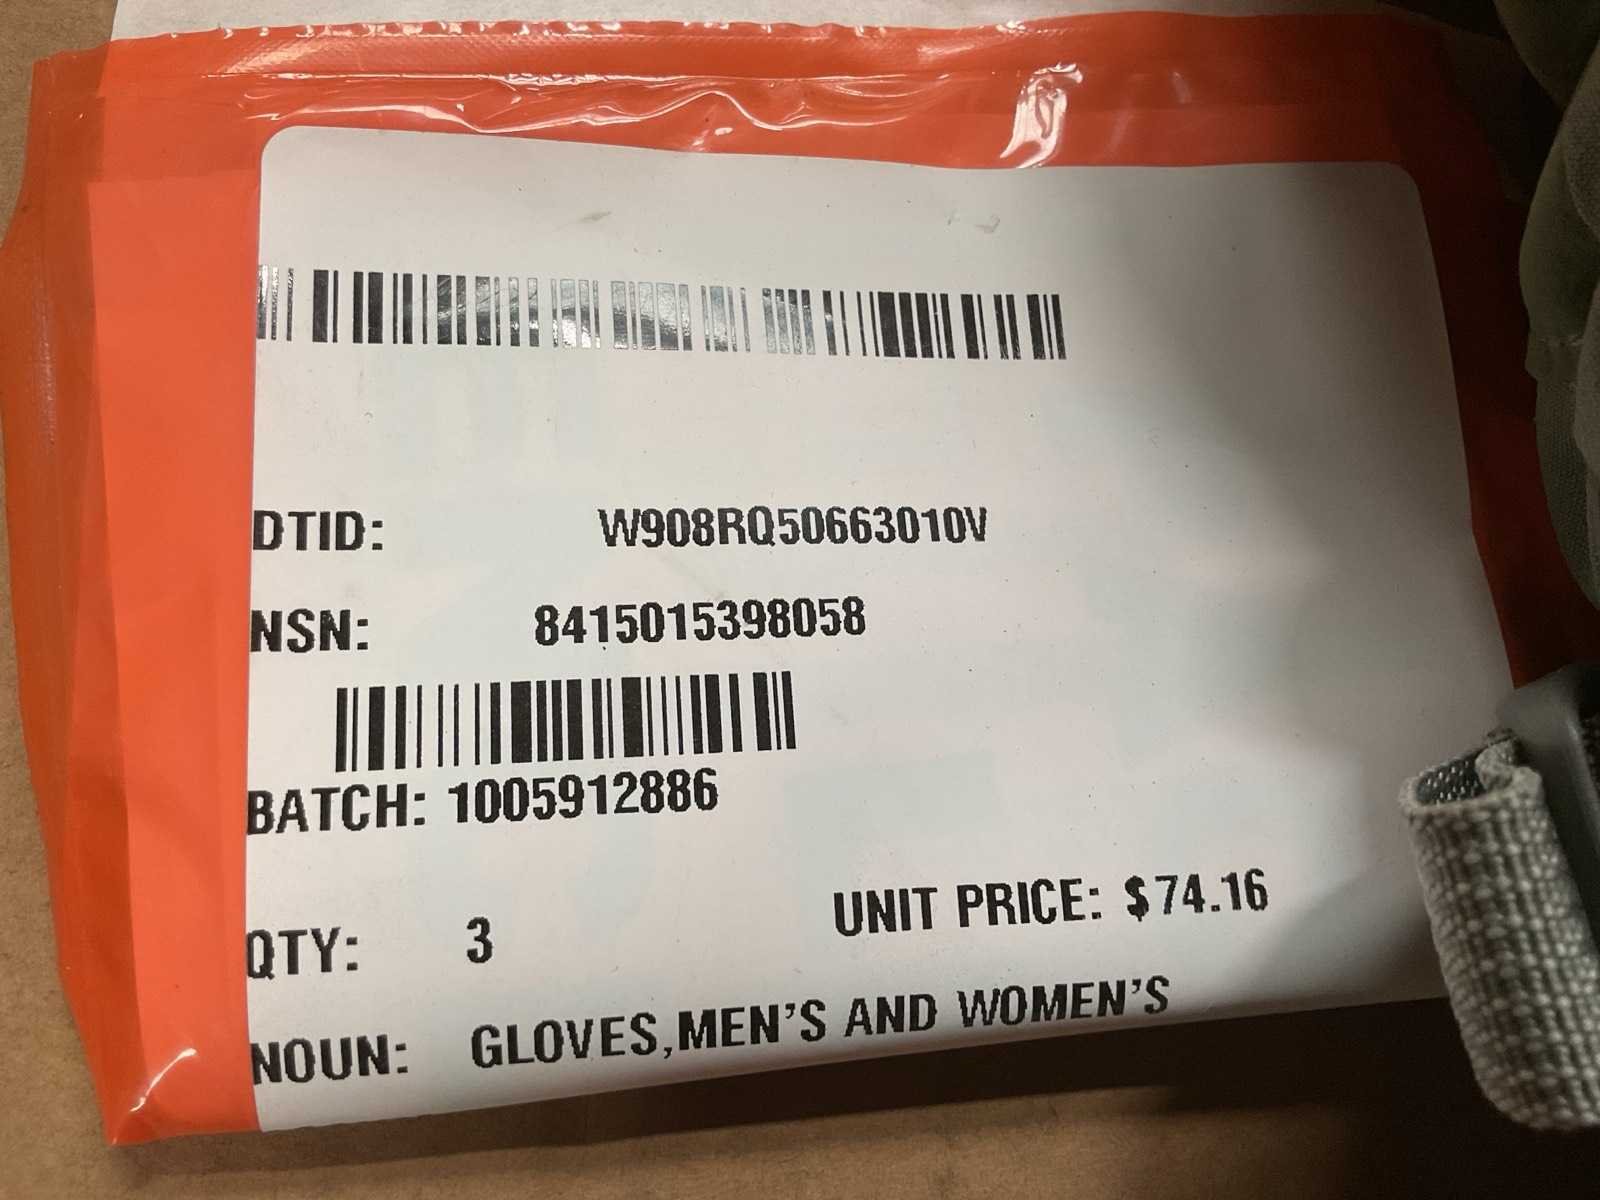 DTID: W908RQ50663010V
NSN: 8415015398058
BATCH: 1005912886
QTY: 3 UNIT PRICE: $74.16
NOUN: GLOVES,MEN'S AND WOMEN'S